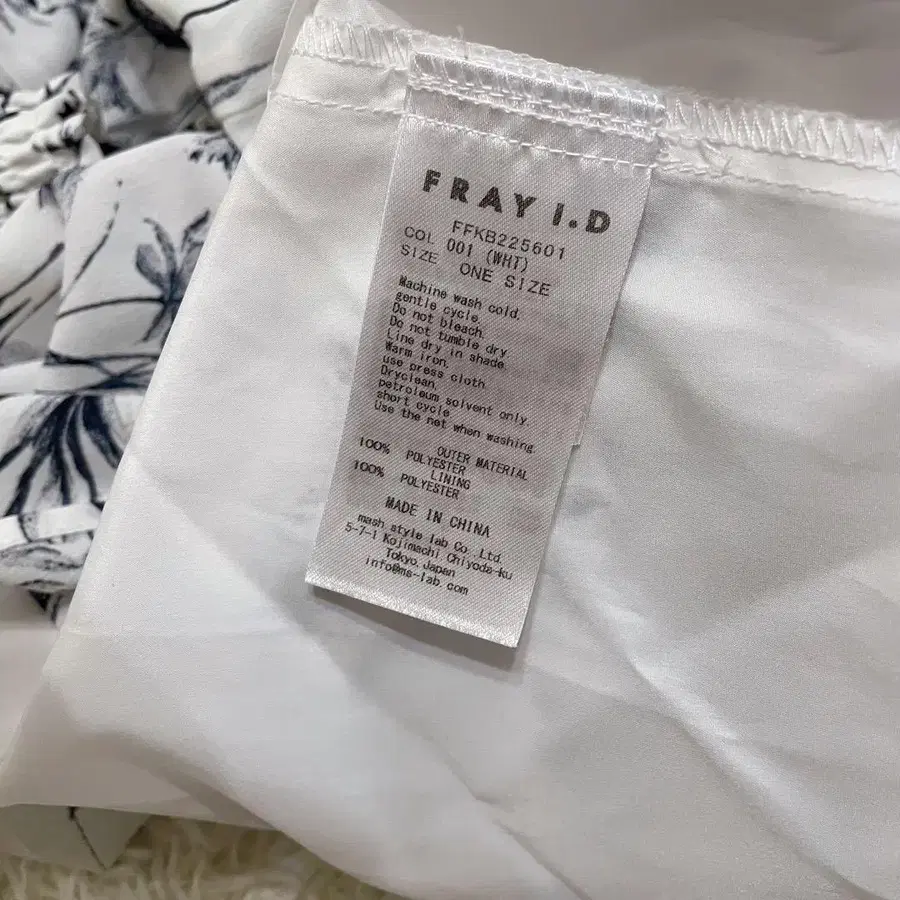 FRAY I.D
FFKB225601
COL 001 (WHT)
SIZE ONE SIZE
Machine wash cold,
gentle cycle.
Do not bleach.
Do not tumble dry
Line dry in shade.
Warm iron,
use press cloth.
Dryclean,
petroleum solvent only.
short cycle.
Use the net when washing.
OUTER MATERIAL
100% POLYESTER
LINING
100% POLYESTER
MADE IN CHINA
mash style lab Co.,Ltd.
5-7-1 Kojimachi Chiyoda-ku
Tokyo,Japan
info@ms-lab.com